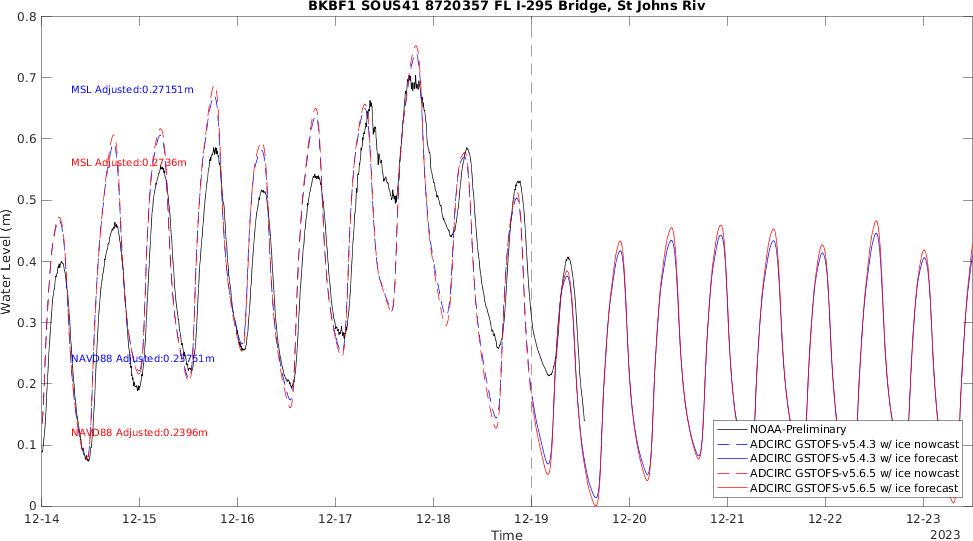 BKBF1 SOUS41 8720357 FL I-295 Bridge, St Johns Riv
0.8
0.7
0.6
0.5
0.4
0.3
0.2
0.1
0
Water Level (m)
MSL Adjusted:0.27151m
MSL Adjusted:0.2736m
NAVD88 Adjusted:0.23751m
NAVD88 Adjusted:0.2396m
NOAA-Preliminary
ADCIRC GSTOFS-v5.4.3 w/ ice nowcast
ADCIRC GSTOFS-v5.4.3 w/ ice forecast
ADCIRC GSTOFS-v5.6.5 w/ ice nowcast
ADCIRC GSTOFS-v5.6.5 w/ ice forecast
12-14 12-15 12-16 12-17 12-18 12-19 12-20 12-21 12-22 12-23
Time
2023